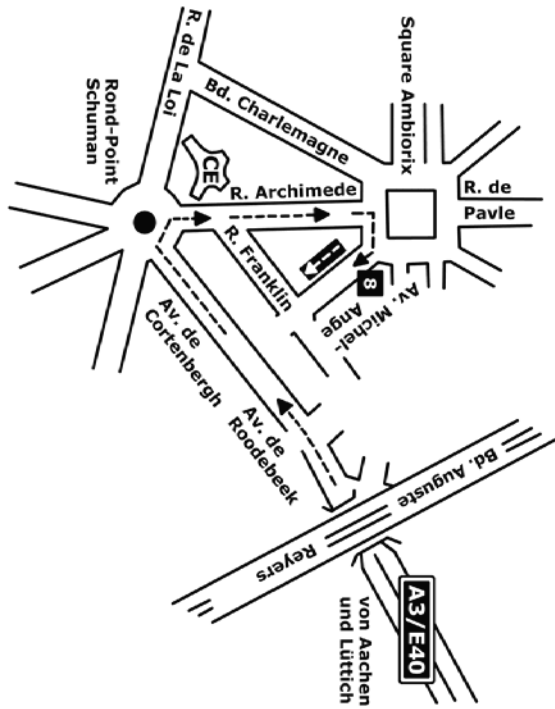 Square Ambiorix
R. de La Loi
Bd. Charlemagne
Rond-Point
Schuman
CE
R. Archimede
R. de
Pavle
R. Franklin
8
Av. Michel-
Ange
Av. de
Cortenbergh
Av. de
Roodebeek
Bd. Auguste
Reyers
A3/E40
von Aachen
und Lüttich